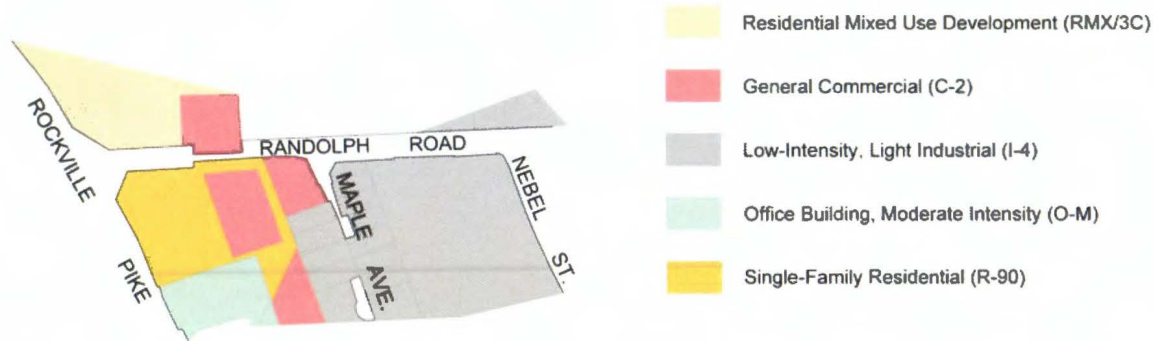 ROCKVILLE
PIKE
RANDOLPH ROAD
MAPLE
AVE.
NEBEL
ST.
Residential Mixed Use Development (RMX/3C)
General Commercial (C-2)
Low-Intensity, Light Industrial (I-4)
Office Building, Moderate Intensity (O-M)
Single-Family Residential (R-90)